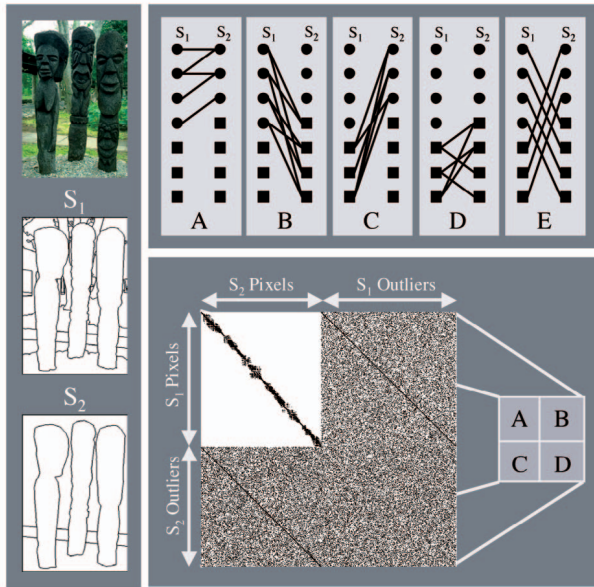 S1
S2
S1 S2
S1 S2
S1 S2
S1 S2
S1 S2
A B C D E
S2 Pixels
S1 Outliers
S1 Pixels
S2 Outliers
A B
C D